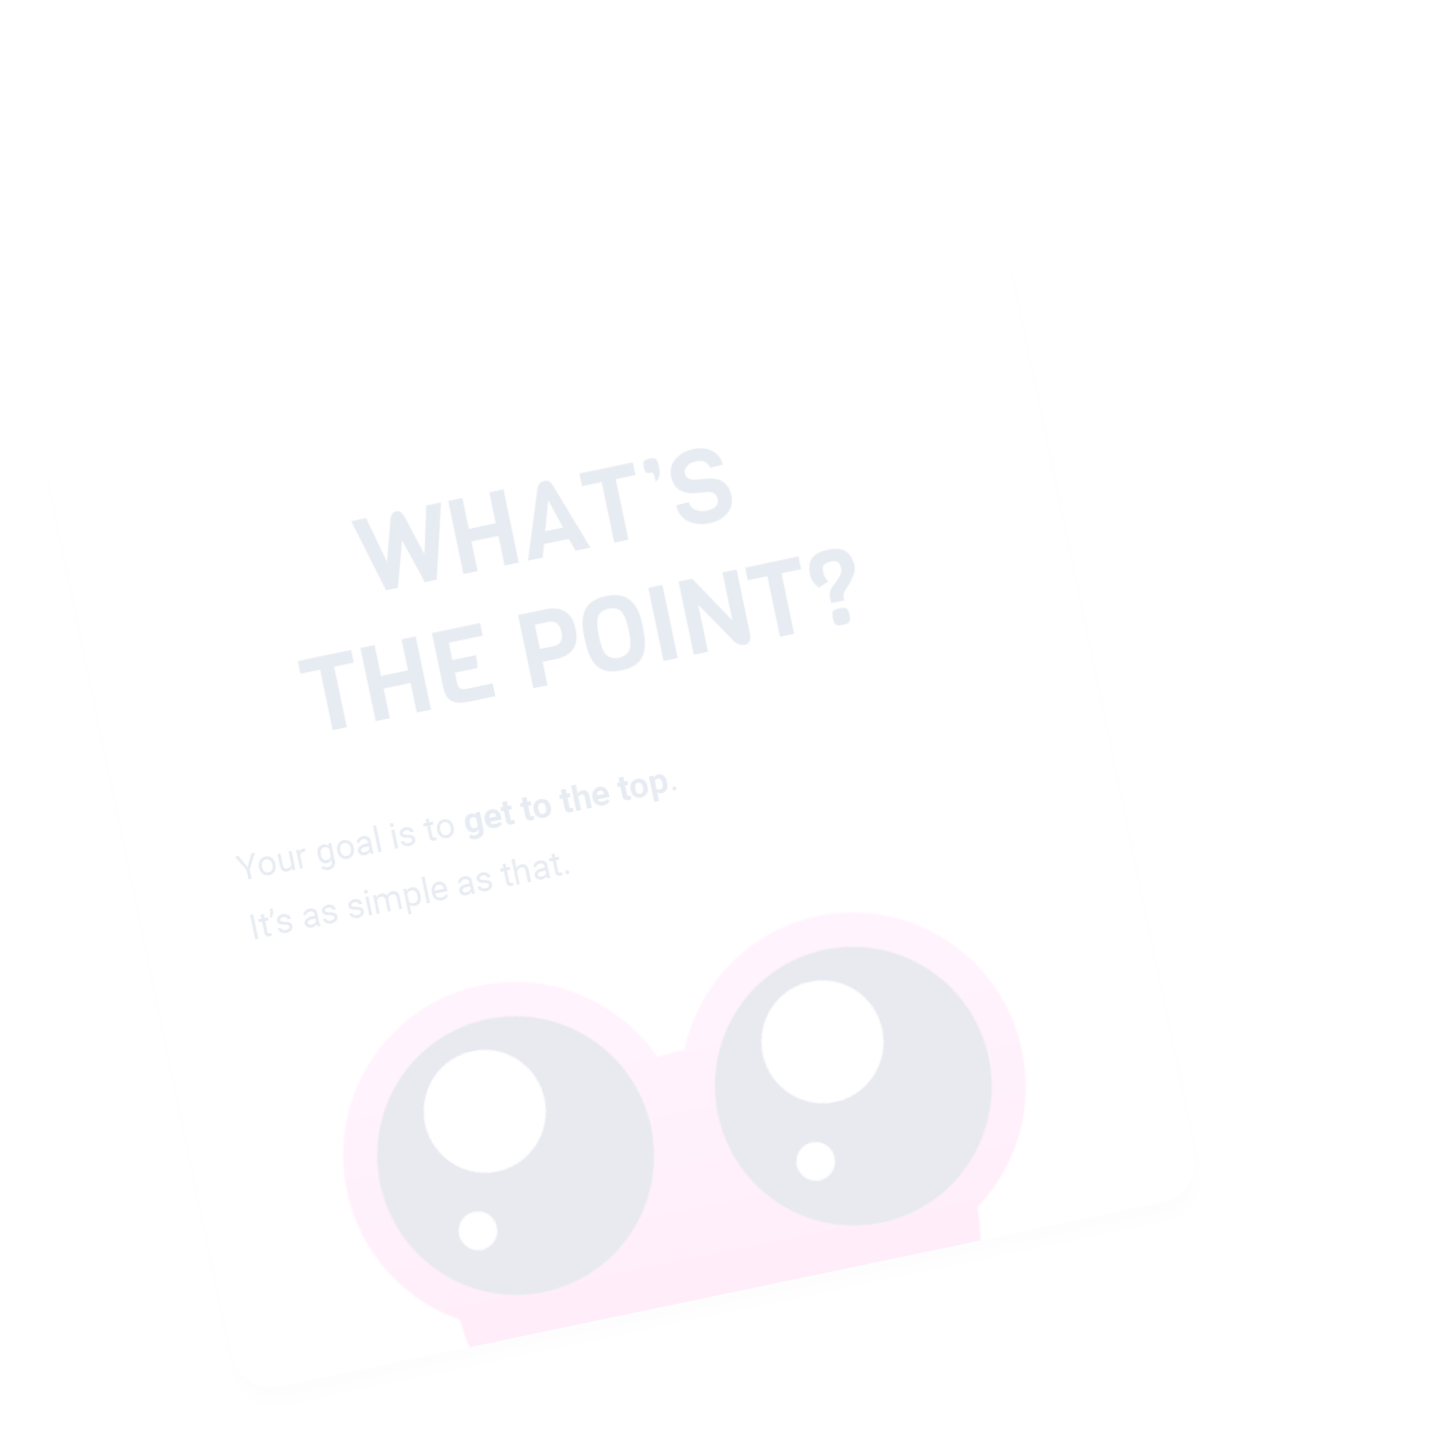 WHAT’S
THE POINT?
Your goal is to get to the top.
It’s as simple as that.